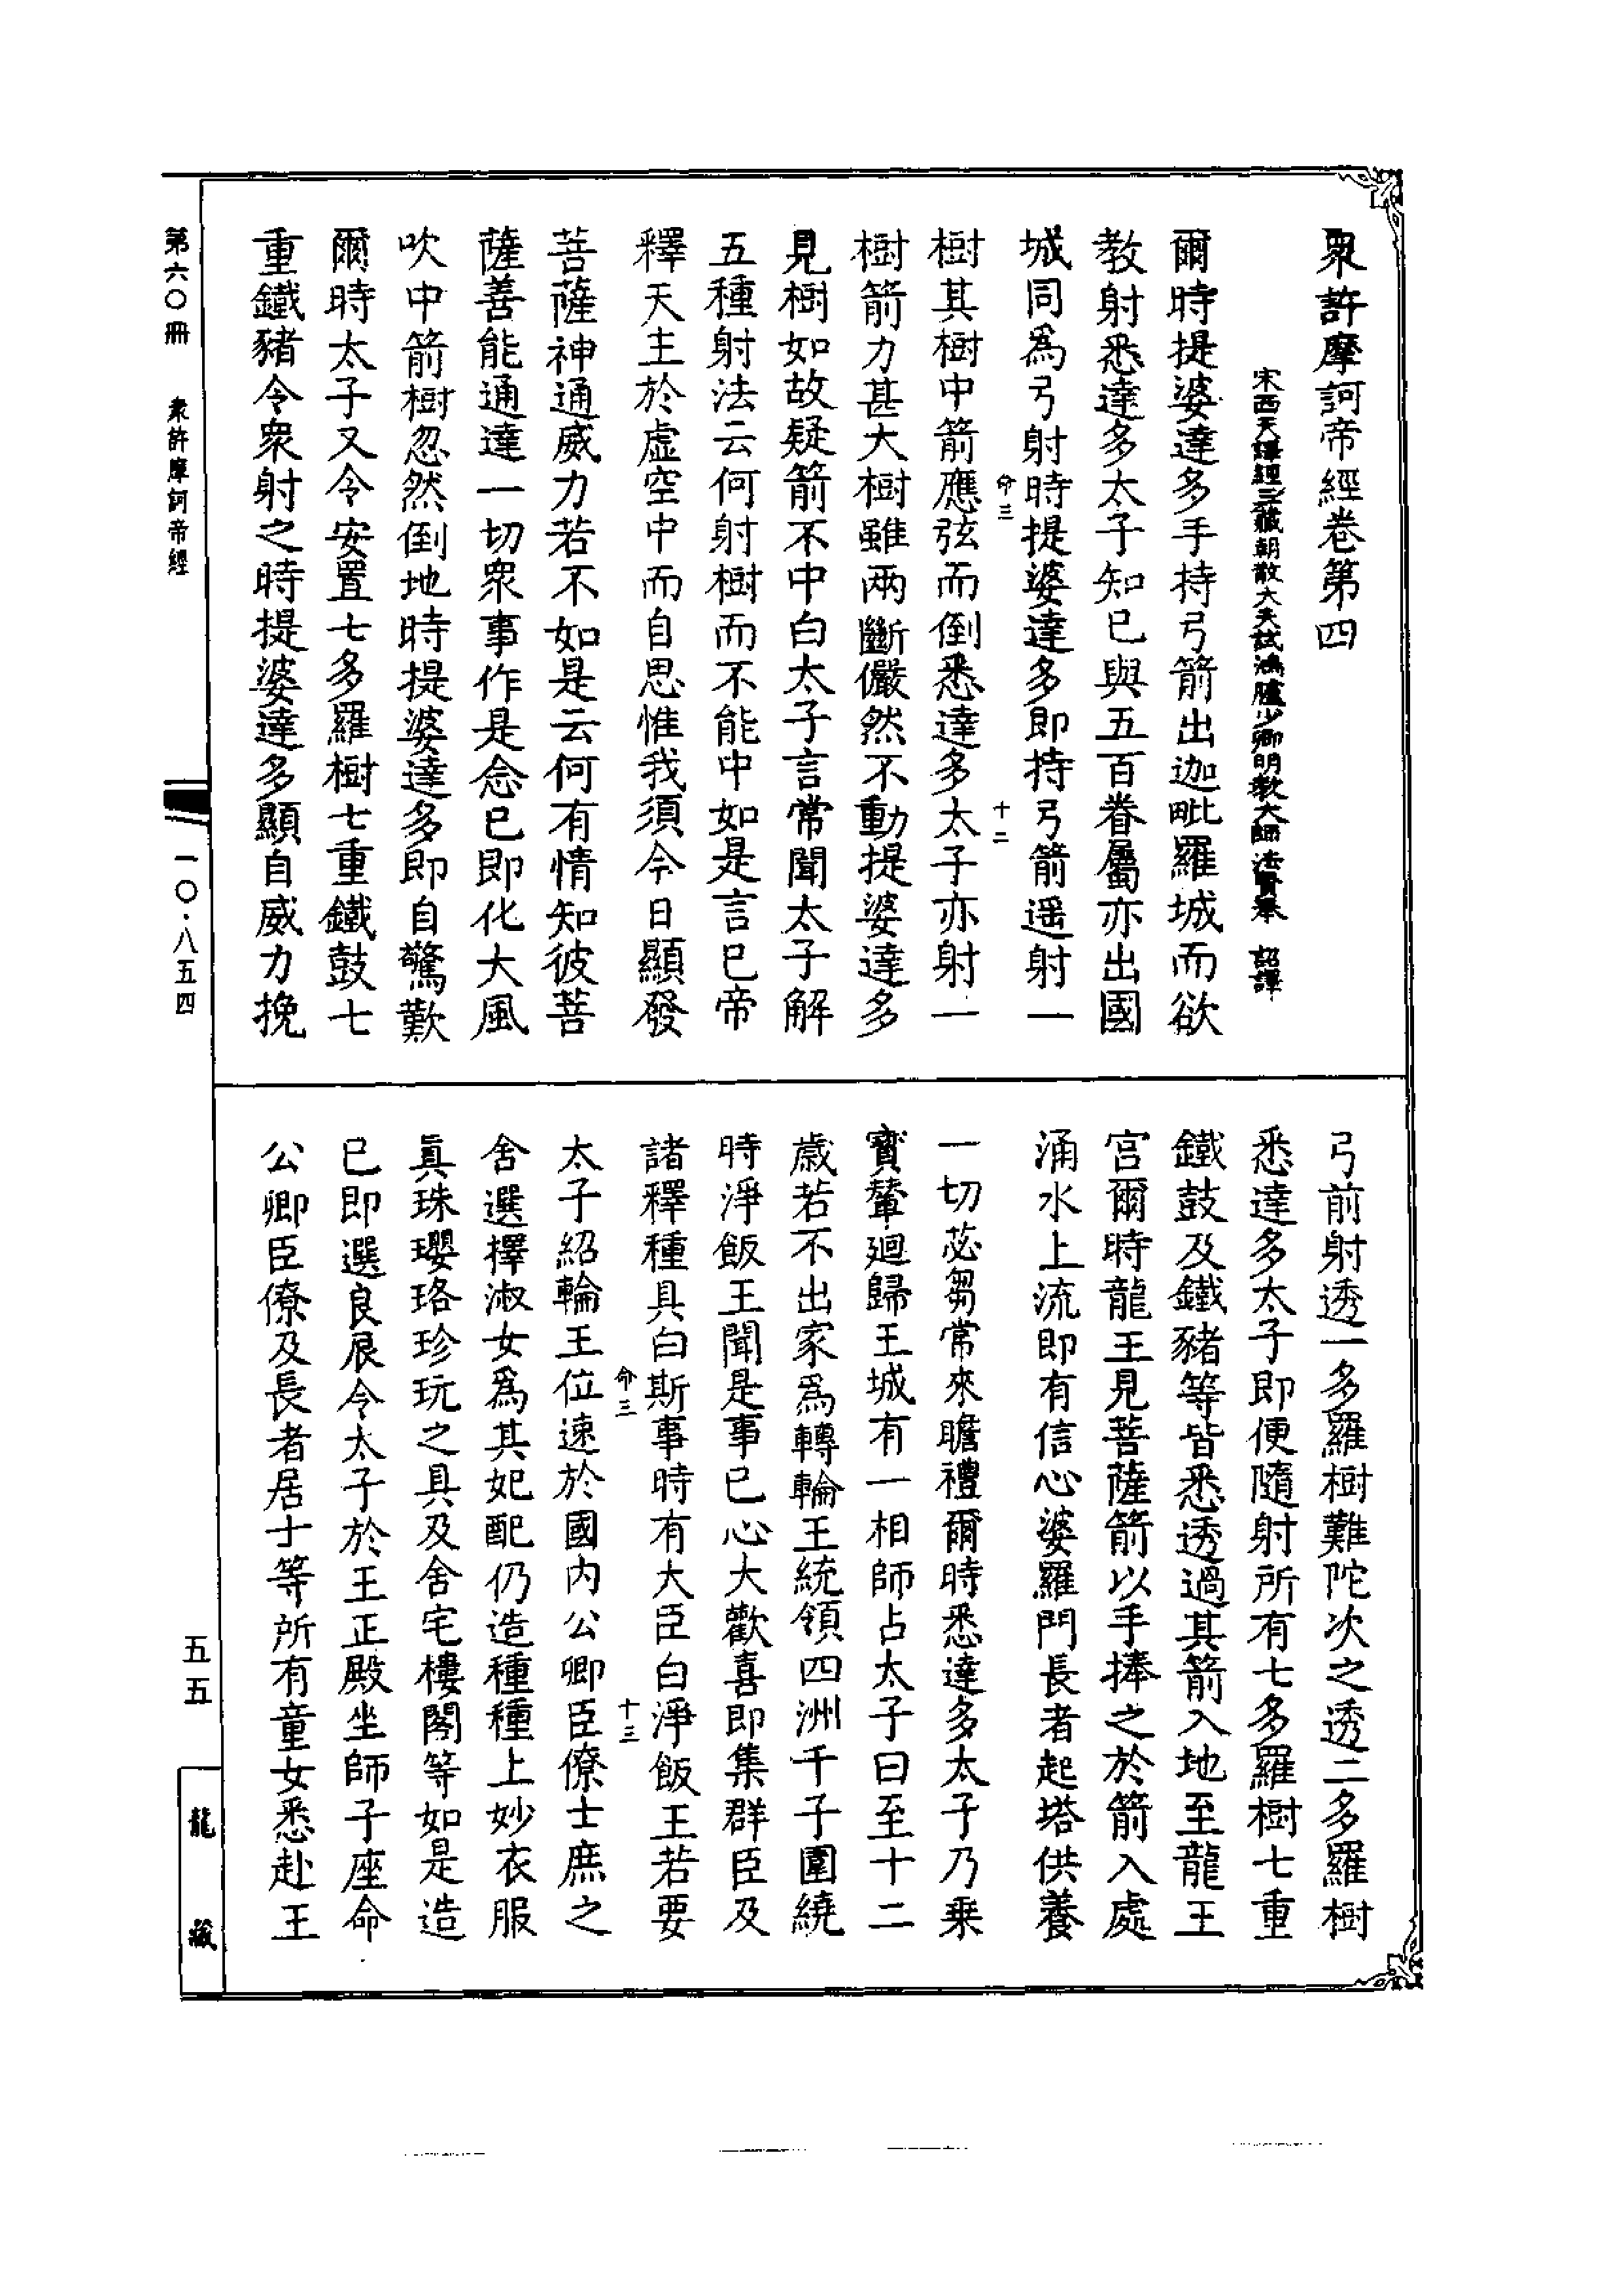 眾許摩訶帝經卷第四
宋西天譯經三藏朝散大夫試鴻臚少卿明教大師法賢奉 詔譯
爾時提婆達多手持弓箭出迦毗羅城而欲
教射悉達多太子知已與五百眷屬亦出國
城同為弓射時提婆達多即持弓箭遥射一
命三 十二
樹其樹中箭應弦而倒悉達多太子亦射一
樹箭力甚大樹雖兩斷儼然不動提婆達多
見樹如故疑箭不中白太子言常聞太子解
五種射法云何射樹而不能中如是言已帝
釋天主於虛空中而自思惟我須今日顯發
菩薩神通威力若不如是云何有情知彼菩
薩善能通達一切眾事作是念已即化大風
吹中箭樹忽然倒地時提婆達多即自驚歎
爾時太子又令安置七多羅樹七重鐵鼓七
重鐵豬令眾射之時提婆達多顯自威力挽
弓前射透一多羅樹難陀次之透二多羅樹
悉達多太子即便隨射所有七多羅樹七重
鐵鼓及鐵豬等皆悉透過其箭入地至龍王
宮爾時龍王見菩薩箭以手捧之於箭入處
涌水上流即有信心婆羅門長者起塔供養
一切苾芻常來瞻禮爾時悉達多太子乃乘
寶輦迴歸王城有一相師占太子曰至十二
歲若不出家為轉輪王統領四洲千子圍繞
時淨飯王聞是事已心大歡喜即集群臣及
諸釋種具白斯事時有大臣白淨飯王若要
命三 十三
太子紹輪王位速於國內公卿臣僚士庶之
舍選擇淑女為其妃配仍造種種上妙衣服
真珠瓔珞珍玩之具及舍宅樓閣等如是造
已即選良辰令太子於王正殿坐師子座命
公卿臣僚及長者居士等所有童女悉赴王
第六〇冊 眾許摩訶帝經 一〇·八五四 五五 龍藏